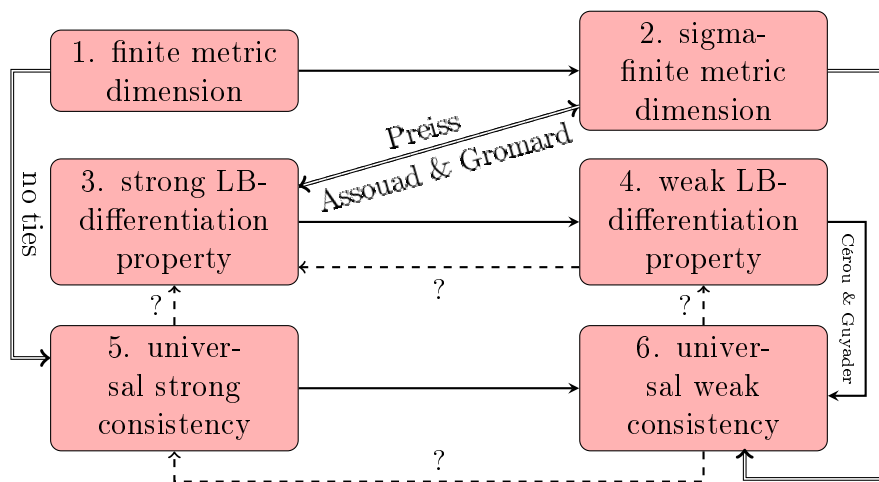 1. finite metric
dimension
2. sigma-
finite metric
dimension
Preiss
Assouad & Gromard
no ties
3. strong LB-
differentiation
property
4. weak LB-
differentiation
property
Cérou & Guyader
?
?
?
5. univer-
sal strong
consistency
6. univer-
sal weak
consistency
?